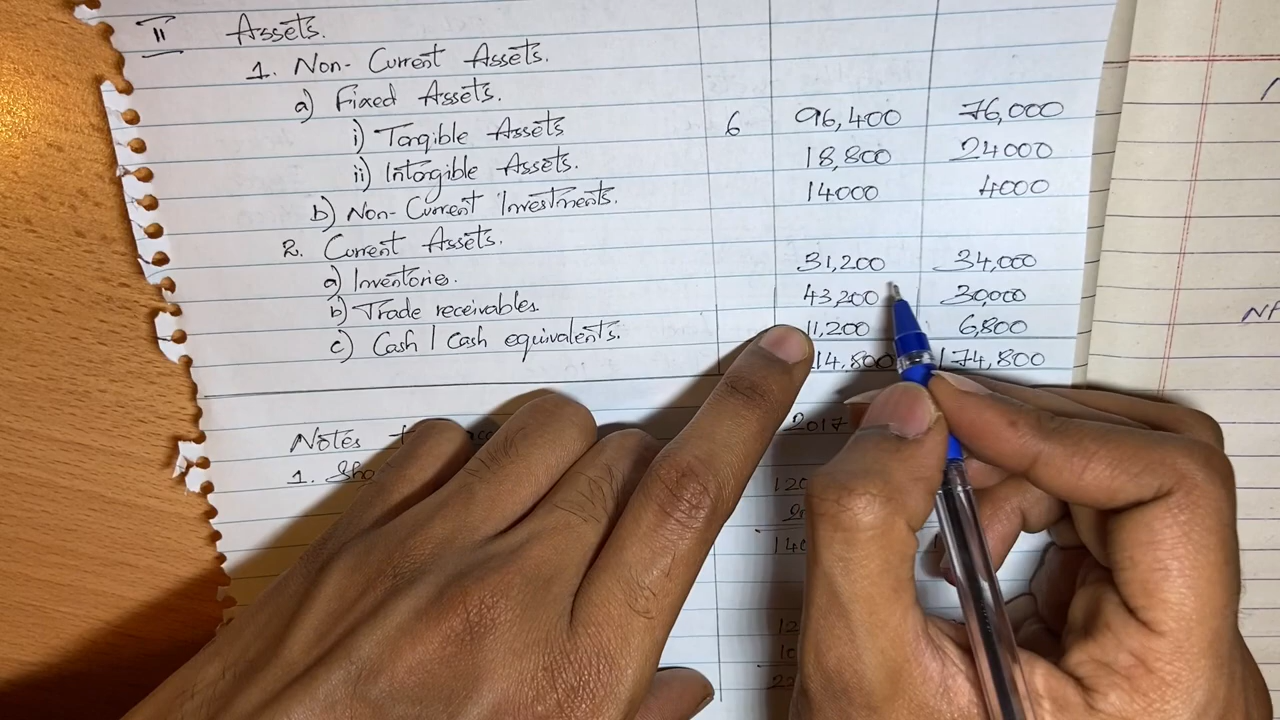 II Assets.
1. Non-Current Assets.
a) Fixed Assets.
i) Tangible Assets 6 96,400 76,000
ii) Intangible Assets. 18,800 24000
b) Non-Current Investments. 14000 4000
2. Current Assets.
a) Inventories. 31,200 34,000
b) Trade receivables 43,200 30,000
c) Cash / Cash equivalents. 11,200 6,800
14,800 174,800
Notes 2017
1.